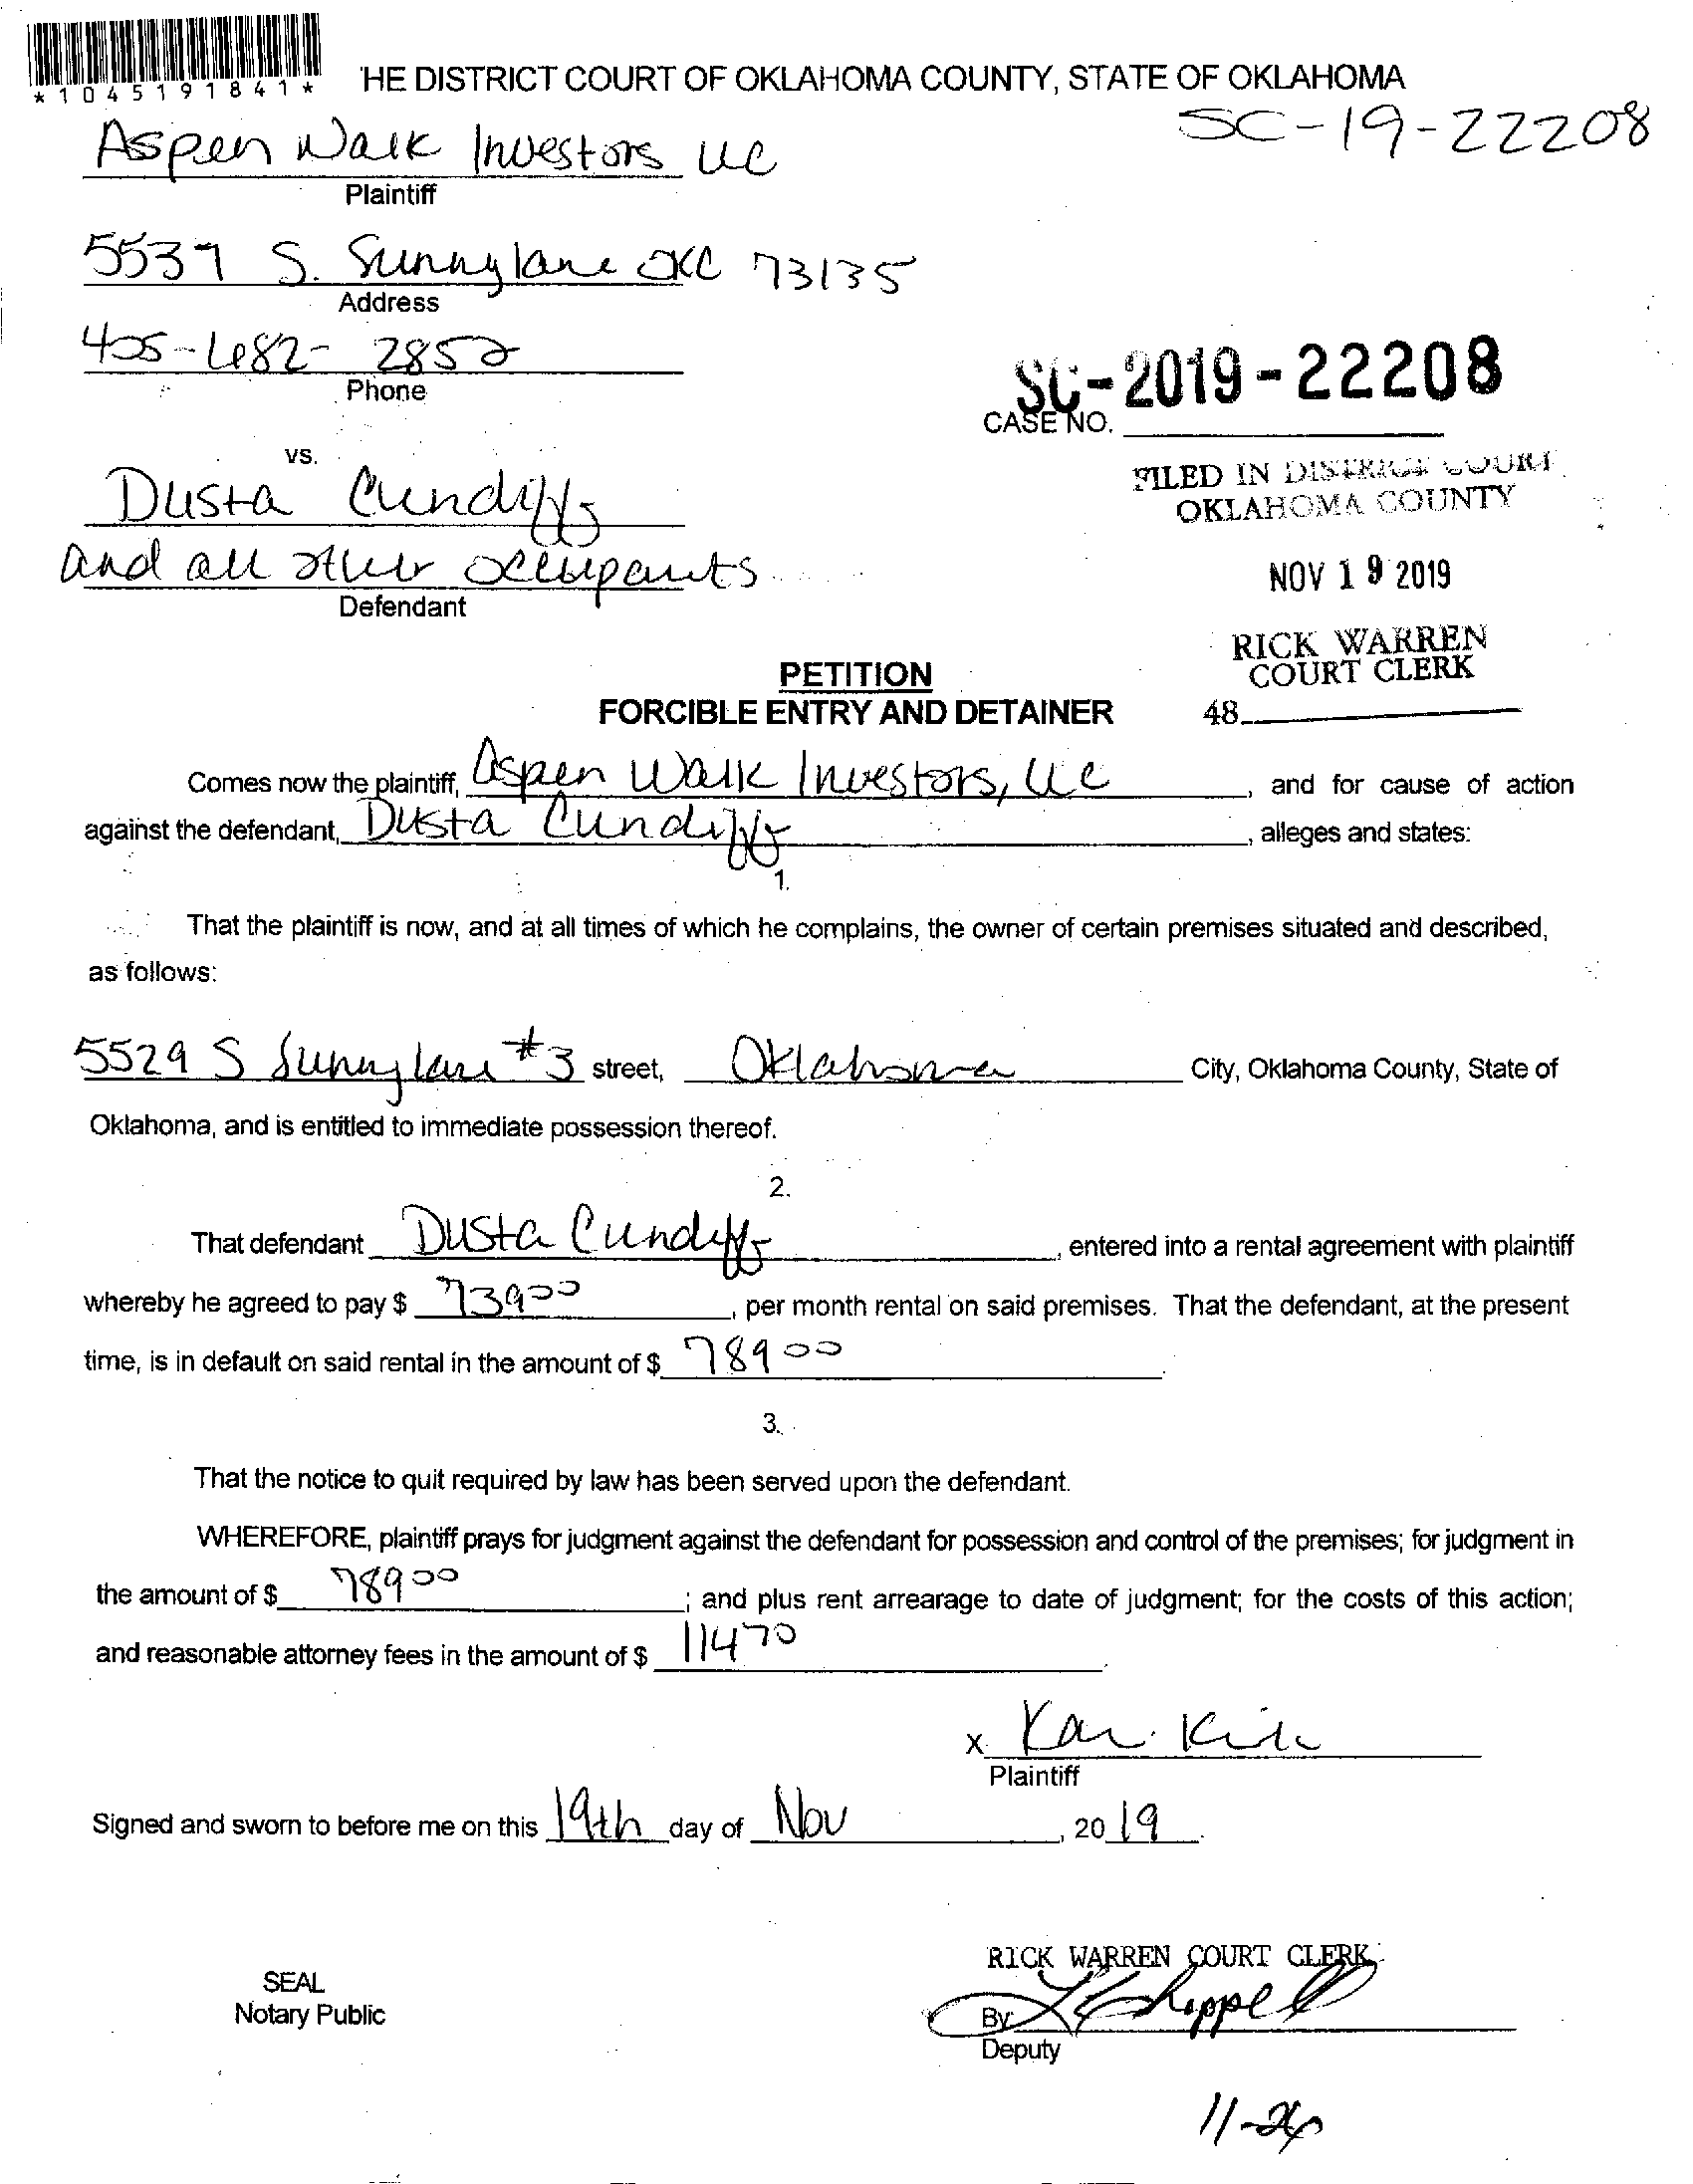 *1045191841*
'HE DISTRICT COURT OF OKLAHOMA COUNTY, STATE OF OKLAHOMA
SC-19-22208
Aspen Walk Investors LLC
Plaintiff
5537 S. Sunnylane OKC 73135
Address
405-682-2852
Phone
SC-2019-22208
CASE NO.
vs.
FILED IN DISTRICT COURT
OKLAHOMA COUNTY
Dusta Cundiff
and all other occupants
Defendant
NOV 19 2019
RICK WARREN
COURT CLERK
48
PETITION
FORCIBLE ENTRY AND DETAINER
Comes now the plaintiff, Aspen Walk Investors, LLC, and for cause of action
against the defendant, Dusta Cundiff, alleges and states:
1.
That the plaintiff is now, and at all times of which he complains, the owner of certain premises situated and described,
as follows:
5529 S Sunnylane #3 street, Oklahoma City, Oklahoma County, State of
Oklahoma, and is entitled to immediate possession thereof.
2.
That defendant Dusta Cundiff, entered into a rental agreement with plaintiff
whereby he agreed to pay $ 739 00, per month rental on said premises. That the defendant, at the present
time, is in default on said rental in the amount of $ 789 00.
3.
That the notice to quit required by law has been served upon the defendant.
WHEREFORE, plaintiff prays for judgment against the defendant for possession and control of the premises; for judgment in
the amount of $ 789 00; and plus rent arrearage to date of judgment; for the costs of this action;
and reasonable attorney fees in the amount of $ 114 70.
X
Plaintiff
Signed and sworn to before me on this 19th day of Nov, 20 19.
RICK WARREN COURT CLERK
SEAL
Notary Public
By
Deputy
11-26